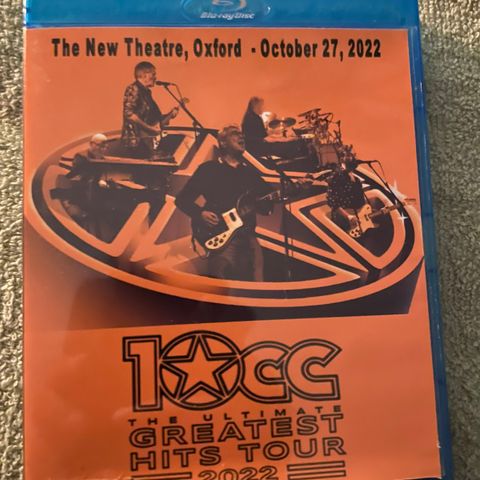 Blu-ray Disc
The New Theatre, Oxford - October 27, 2022
10CC
THE ULTIMATE
GREATEST
HITS TOUR
2022